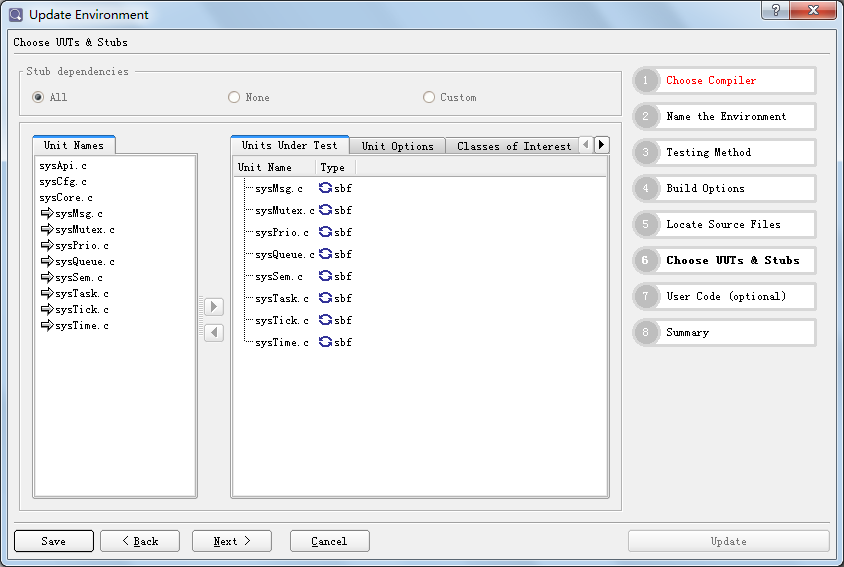 Update Environment
?
Choose UUTs & Stubs
Stub dependencies
All
None
Custom
Unit Names
sysApi.c
sysCfg.c
sysCore.c
sysMsg.c
sysMutex.c
sysPrio.c
sysQueue.c
sysSem.c
sysTask.c
sysTick.c
sysTime.c
Units Under Test
Unit Options
Classes of Interest
Unit Name Type
sysMsg.c sbf
sysMutex.c sbf
sysPrio.c sbf
sysQueue.c sbf
sysSem.c sbf
sysTask.c sbf
sysTick.c sbf
sysTime.c sbf
1 Choose Compiler
2 Name the Environment
3 Testing Method
4 Build Options
5 Locate Source Files
6 Choose UUTs & Stubs
7 User Code (optional)
8 Summary
Save
< Back
Next >
Cancel
Update